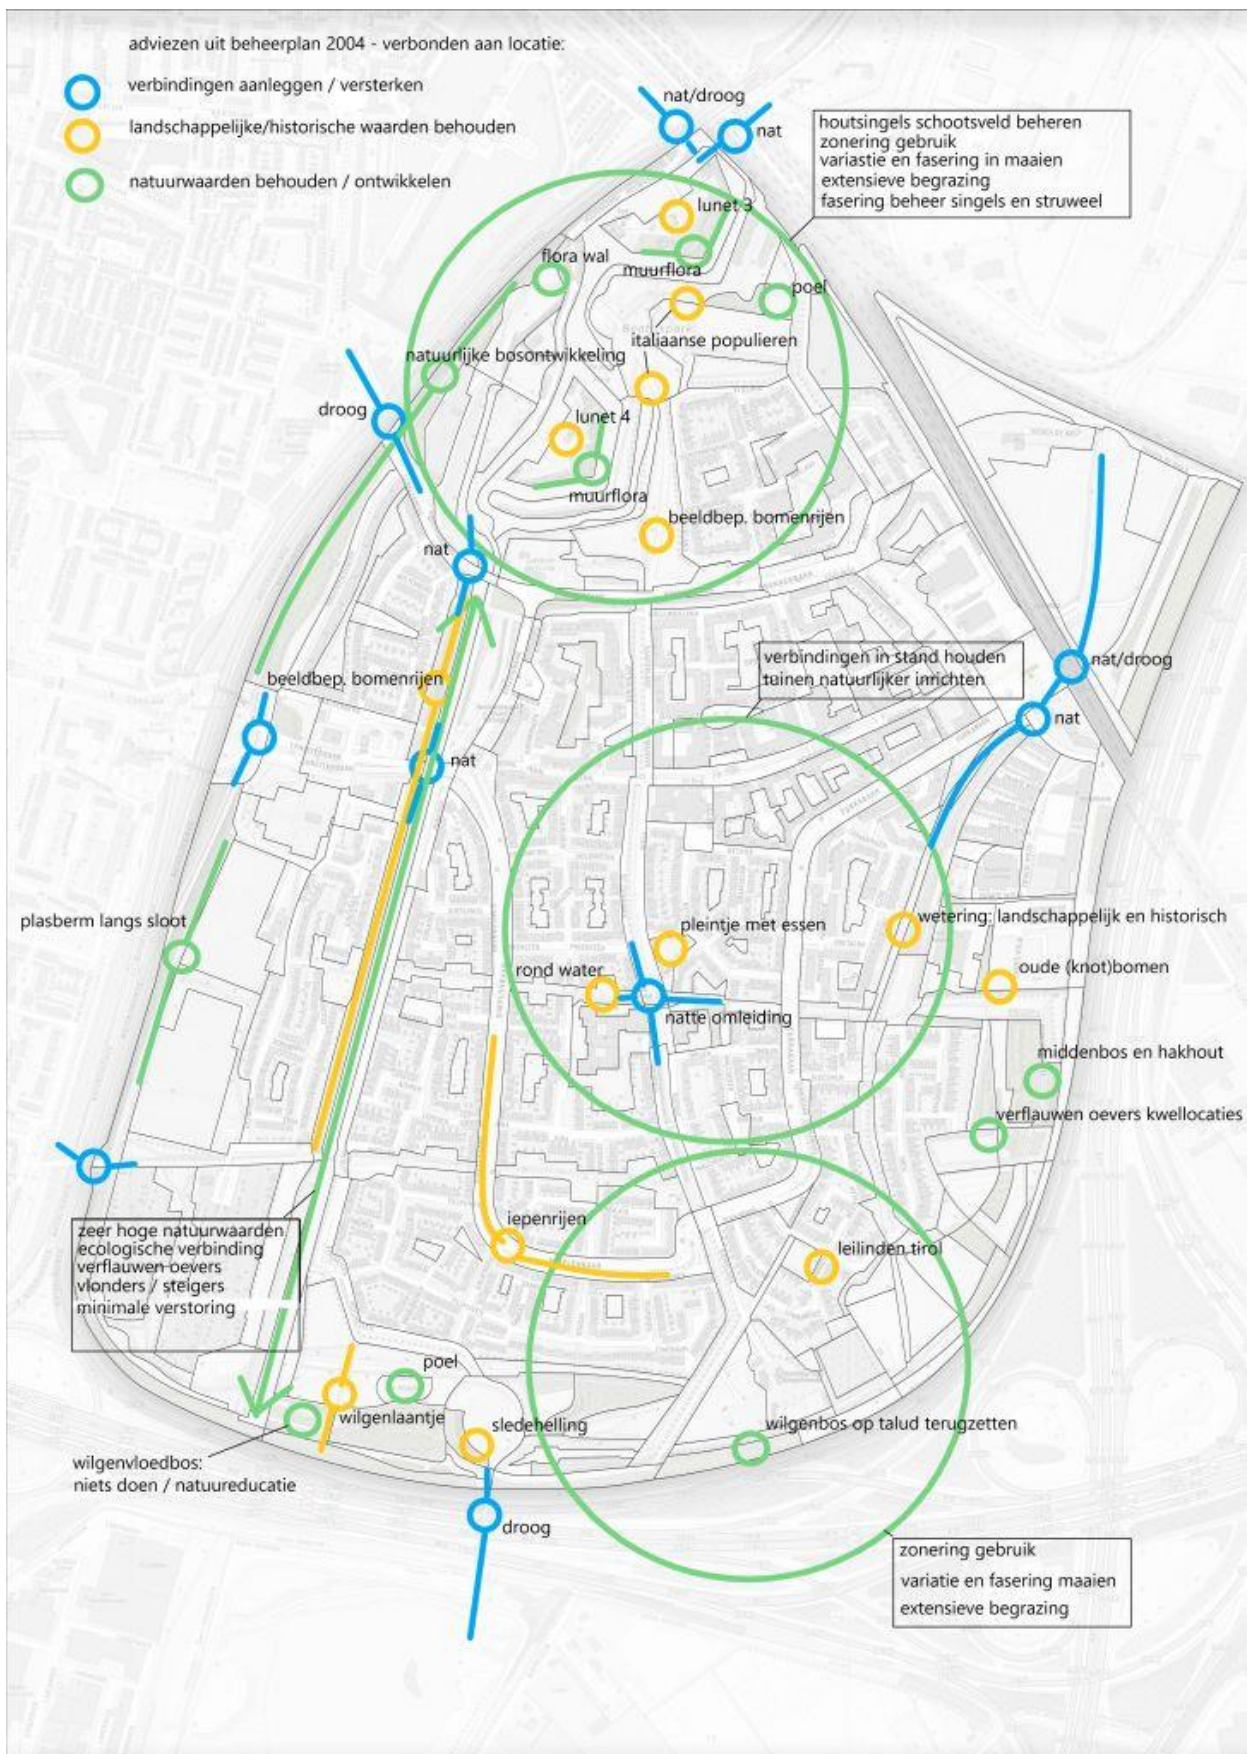 adviezen uit beheerplan 2004 - verbonden aan locatie:
verbindingen aanleggen / versterken
landschappelijke/historische waarden behouden
natuurwaarden behouden / ontwikkelen
nat/droog
nat
houtsingels schootsveld beheren
zonering gebruik
variastie en fasering in maaien
extensieve begrazing
fasering beheer singels en struweel
lunet 3
flora wal
muurflora
poel
italiaanse populieren
natuurlijke bosontwikkeling
droog
lunet 4
muurflora
beeldbep. bomenrijen
nat
verbindingen in stand houden
tuinen natuurlijker inrichten
nat/droog
beeldbep. bomenrijen
nat
nat
plasberm langs sloot
pleintje met essen
wetering: landschappelijk en historisch
rond water
oude (knot)bomen
natte omleiding
middenbos en hakhout
verflauwen oevers kwellocaties
zeer hoge natuurwaarden
ecologische verbinding
verflauwen oevers
vlonders / steigers
minimale verstoring
iepenrijen
leilinden tirol
poel
wilgenlaantje
sledehelling
wilgenbos op talud terugzetten
wilgenvloedbos:
niets doen / natuureducatie
droog
zonering gebruik
variatie en fasering maaien
extensieve begrazing